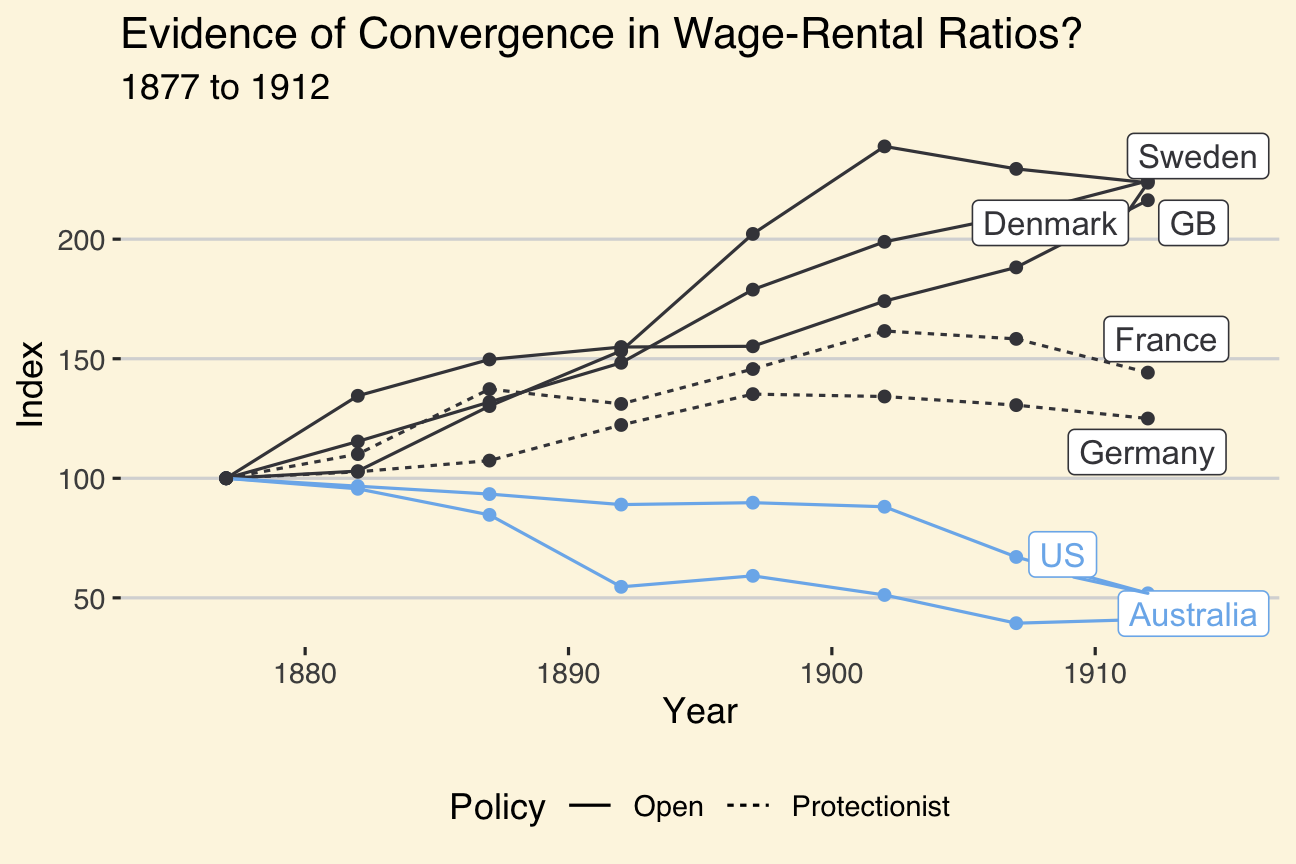 Evidence of Convergence in Wage-Rental Ratios?
1877 to 1912
Index
200
150
100
50
Sweden
Denmark
GB
France
Germany
US
Australia
1880
1890
1900
1910
Year
Policy
Open
Protectionist